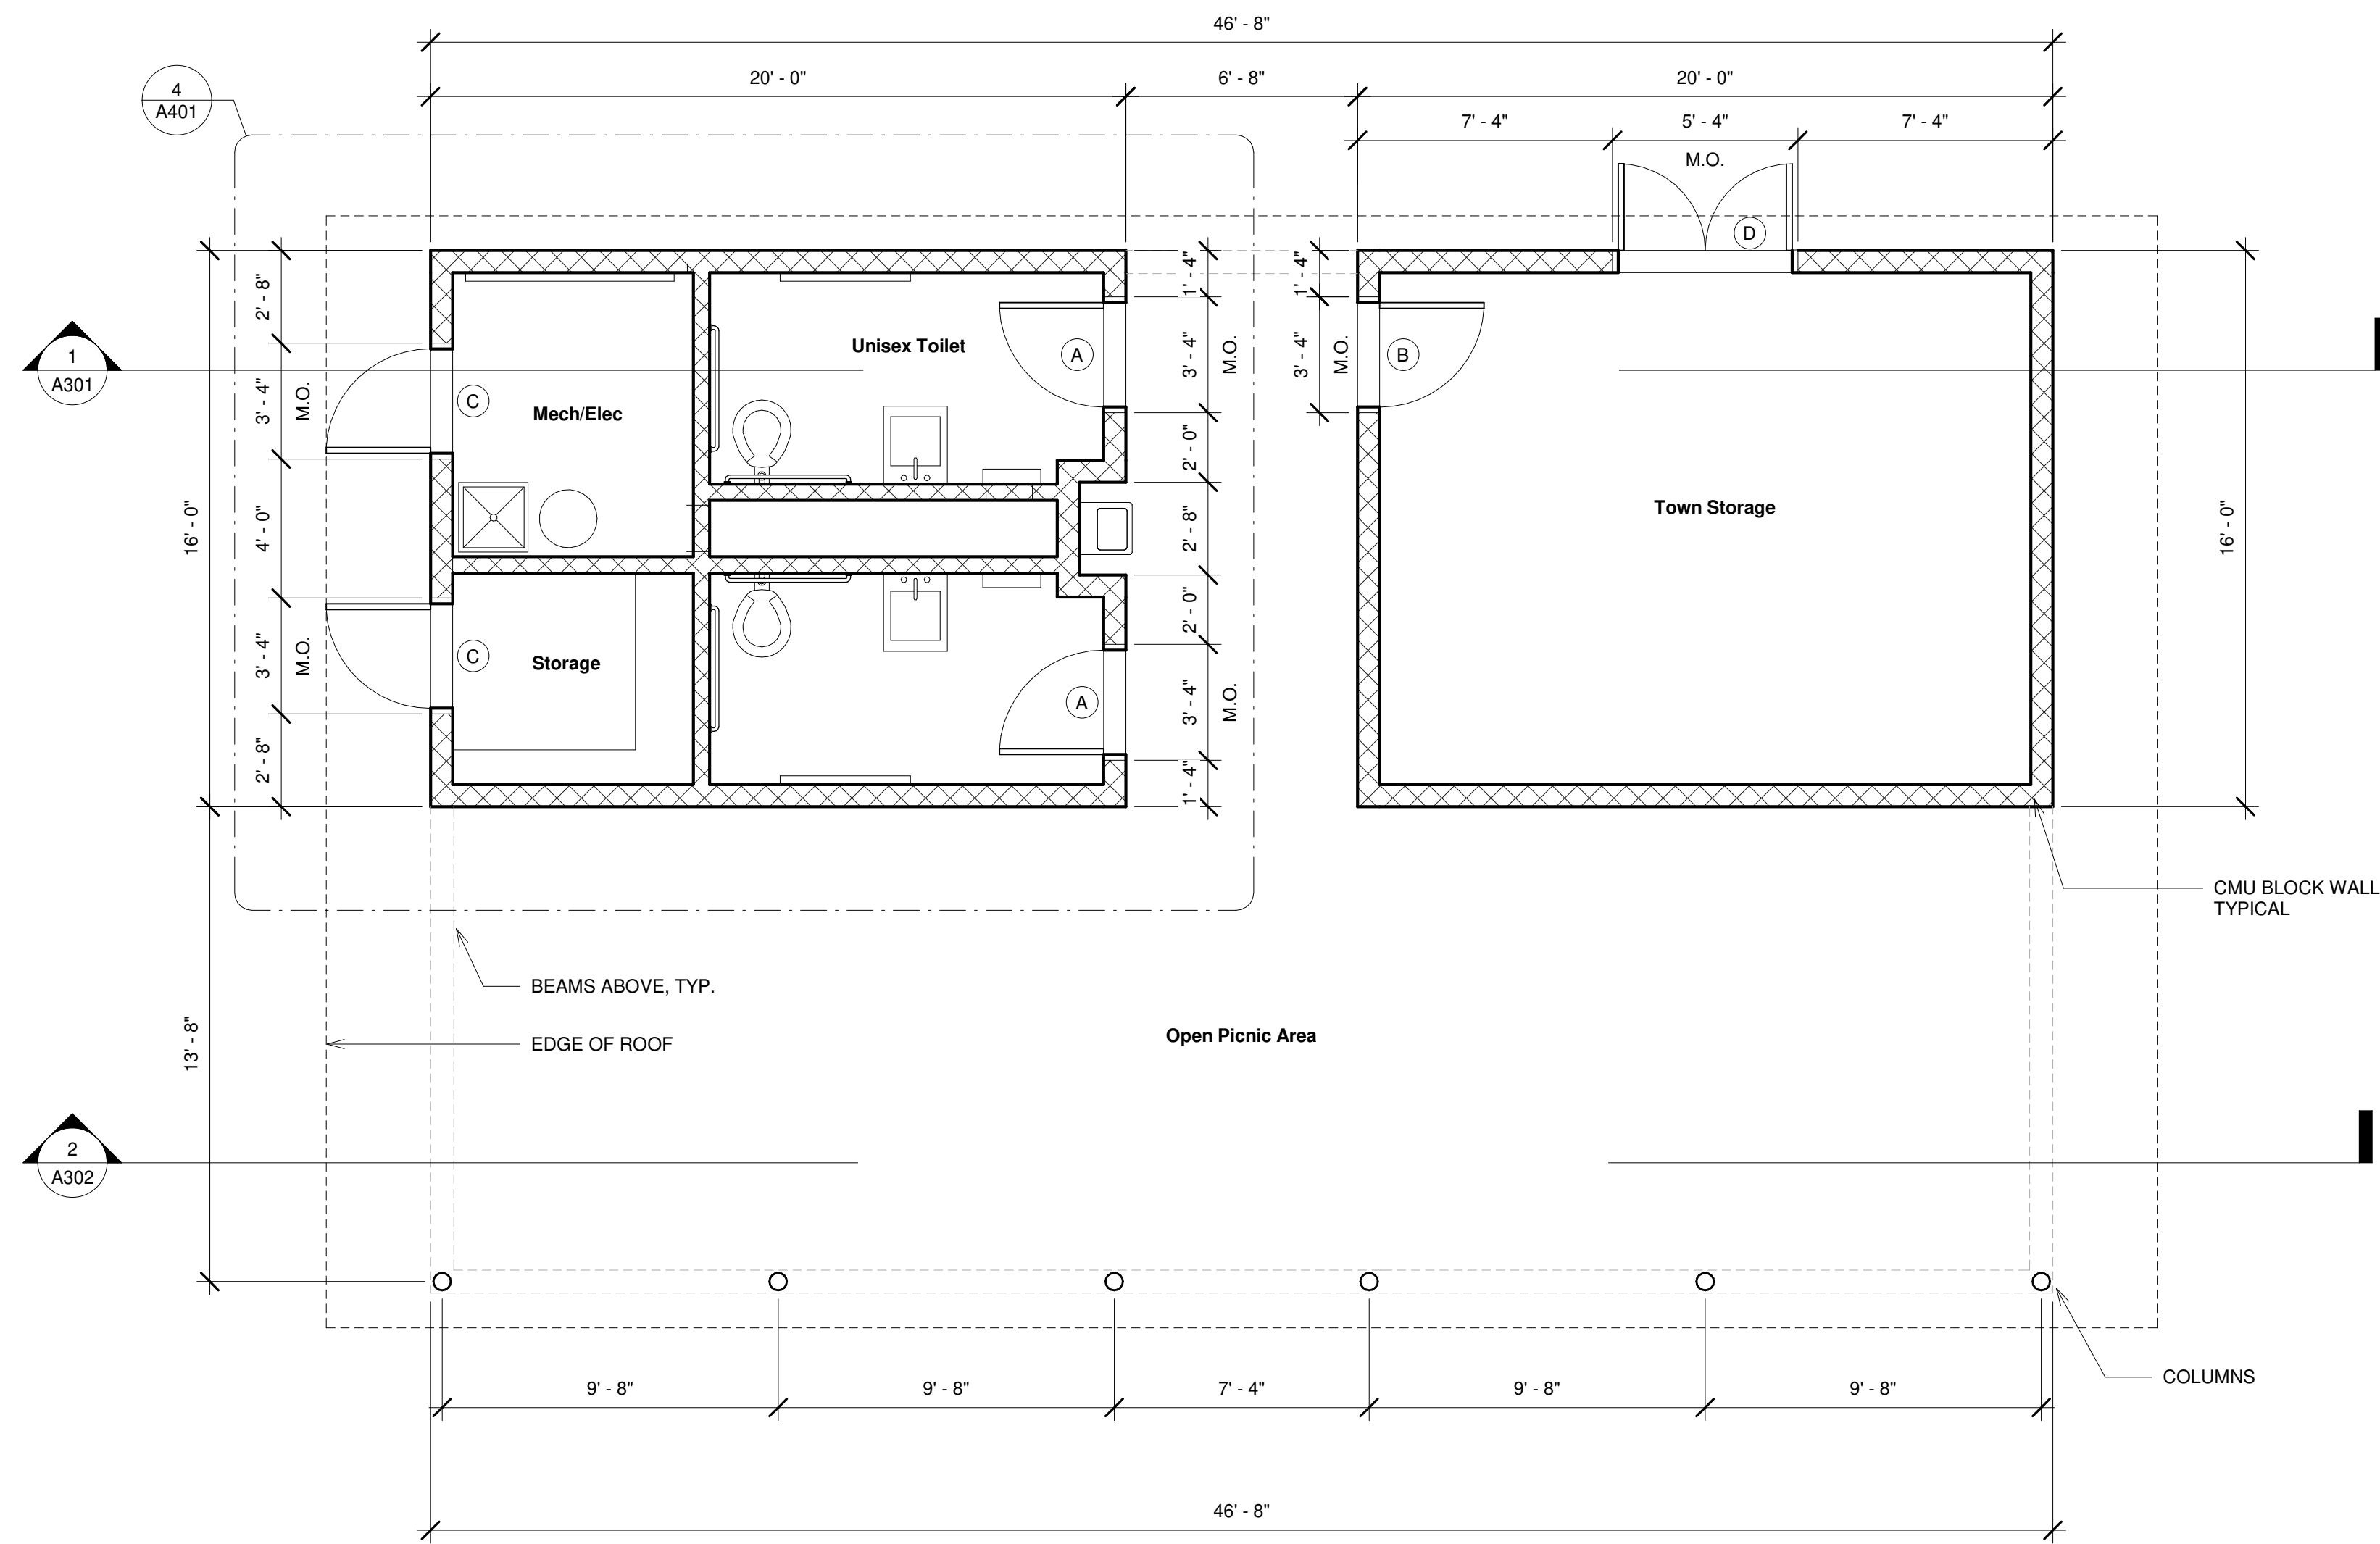 46' - 8"
20' - 0"
6' - 8"
20' - 0"
4
A401
7' - 4"
5' - 4"
7' - 4"
M.O.
D
2' - 8"
1' - 4"
1' - 4"
1
A301
Unisex Toilet
A
3' - 4"
M.O.
3' - 4"
M.O.
B
3' - 4"
M.O.
C
Mech/Elec
2' - 0"
16' - 0"
4' - 0"
2' - 8"
Town Storage
16' - 0"
2' - 0"
3' - 4"
M.O.
C
Storage
A
3' - 4"
M.O.
2' - 8"
1' - 4"
CMU BLOCK WALL
TYPICAL
BEAMS ABOVE, TYP.
13' - 8"
EDGE OF ROOF
Open Picnic Area
2
A302
COLUMNS
9' - 8"
9' - 8"
7' - 4"
9' - 8"
9' - 8"
46' - 8"